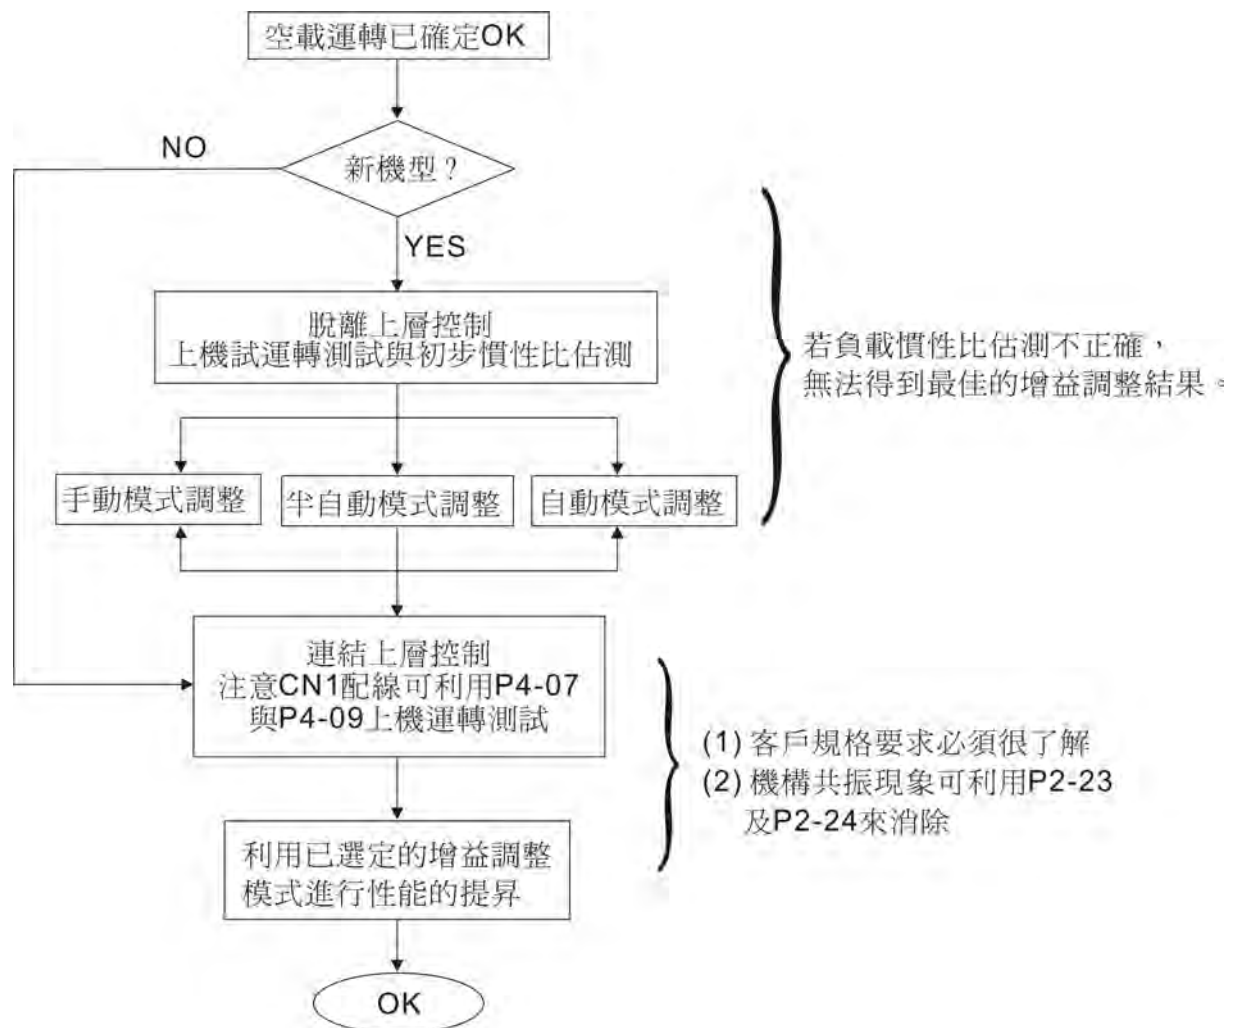 空載運轉已確定OK
NO
新機型？
YES
脫離上層控制
上機試運轉測試與初步慣性比估測
若負載慣性比估測不正確，
無法得到最佳的增益調整結果。
手動模式調整
半自動模式調整
自動模式調整
連結上層控制
注意CN1配線可利用P4-07
與P4-09上機運轉測試
(1) 客戶規格要求必須很了解
(2) 機構共振現象可利用P2-23
及P2-24來消除
利用已選定的增益調整
模式進行性能的提昇
OK